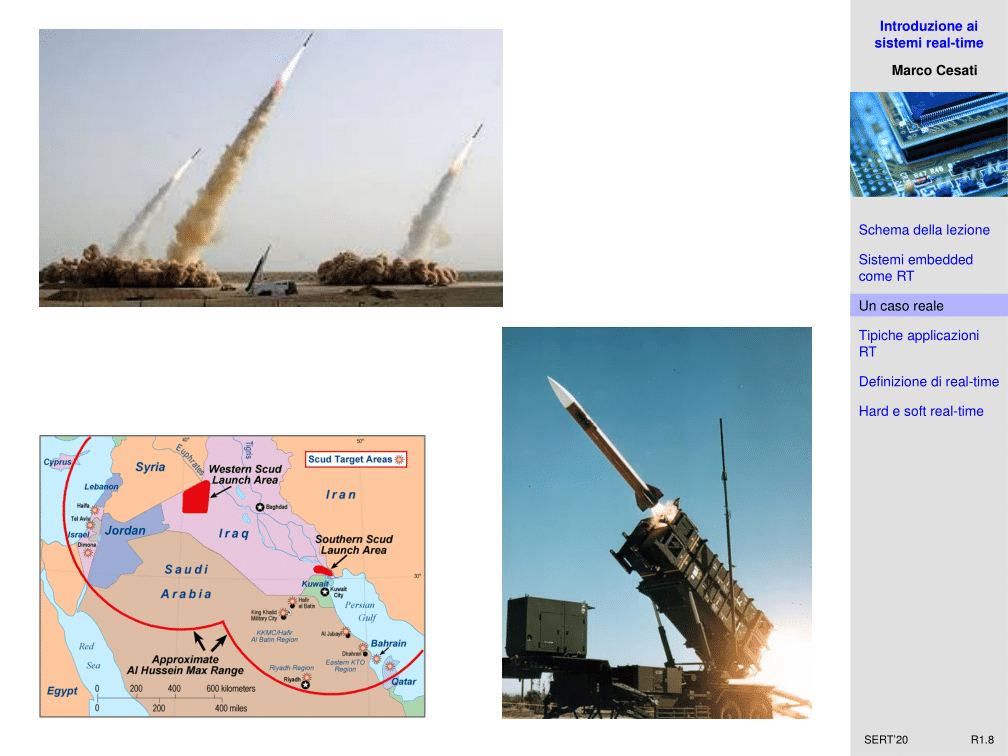 Introduzione ai
sistemi real-time
Marco Cesati
R47 R45
Schema della lezione
Sistemi embedded
come RT
Un caso reale
Tipiche applicazioni
RT
Definizione di real-time
Hard e soft real-time
50°
Cyprus
Syria
Euphrates
Tigris
Scud Target Areas
Western Scud
Launch Area
Lebanon
Iran
Haifa
Baghdad
Tel Aviv
Israel
Jordan
Iraq
Dimona
Southern Scud
Launch Area
Saudi
Arabia
30°
Kuwait
Kuwait
City
Hafir
al Batin
King Khalid
Military City
Persian
Gulf
KKMC/Hafir
Al Batin Region
Al Jubayl
Red
Sea
Dhahran
Bahrain
Approximate
Al Hussein Max Range
Riyadh Region
Eastern KTO
Region
Riyadh
Qatar
Egypt
0 200 400 600 kilometers
0 200 400 miles
SERT'20 R1.8